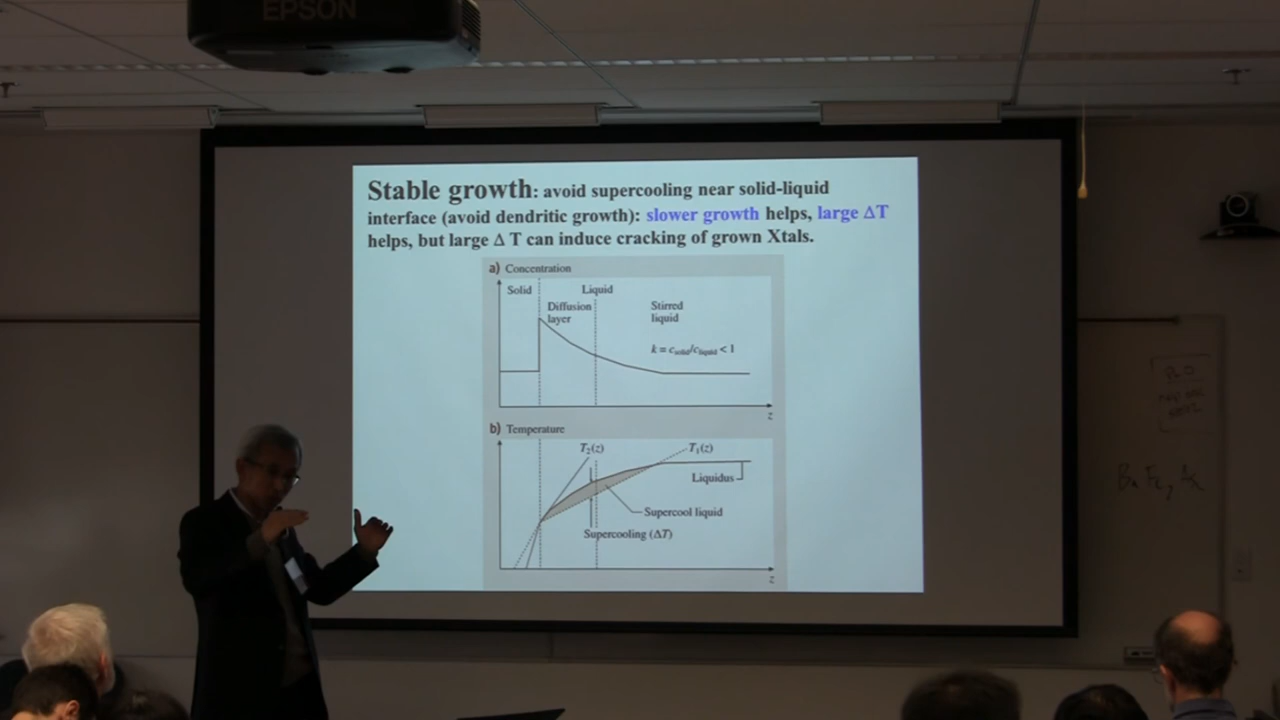 EPSON
Stable growth: avoid supercooling near solid-liquid
interface (avoid dendritic growth): slower growth helps, large ΔT
helps, but large Δ T can induce cracking of grown Xtals.
a) Concentration
Solid
Liquid
Diffusion
layer
Stirred
liquid
k = c_solid/c_liquid < 1
z
b) Temperature
T₂(z)
T₁(z)
Liquidus
Supercool liquid
Supercooling (ΔT)
z